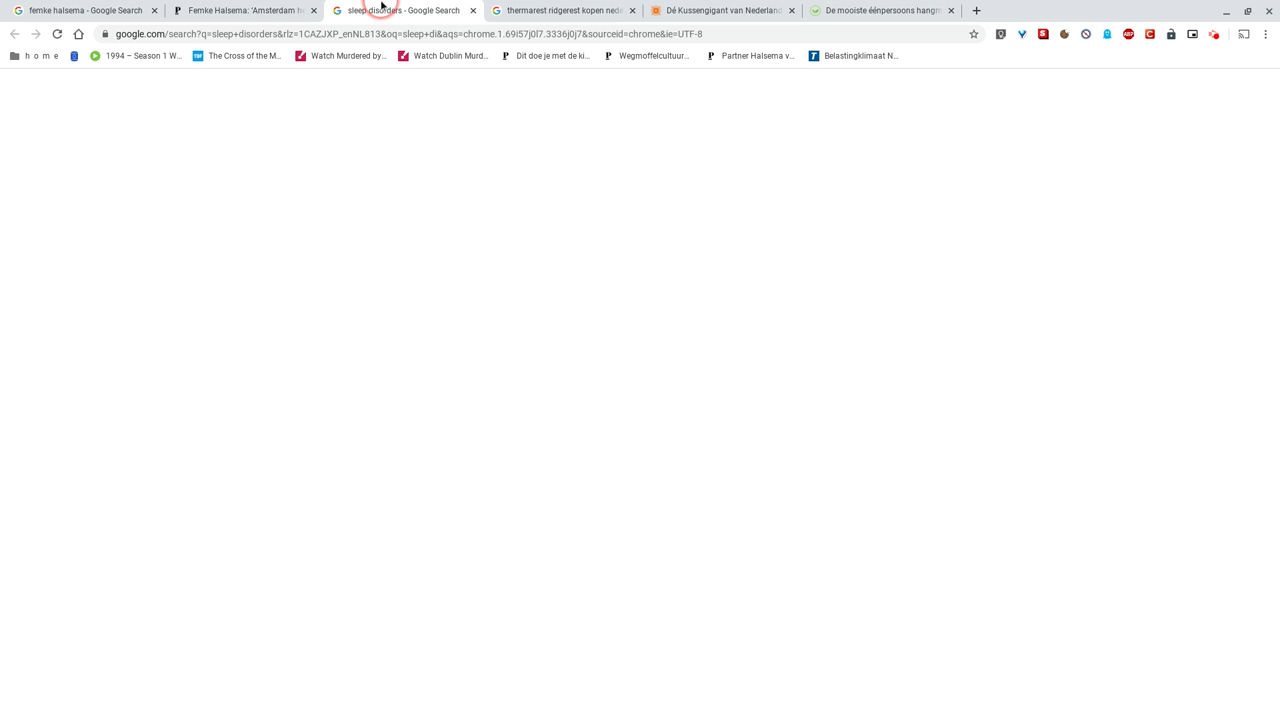 femke halsema - Google Search
Femke Halsema: 'Amsterdam he
sleep disorders - Google Search
thermarest ridgerest kopen nede
Dé Kussengigant van Nederland
De mooiste éénpersoons hangm
google.com/search?q=sleep+disorders&rlz=1CAZJXP_enNL813&oq=sleep+di&aqs=chrome.1.69i57j0l7.3336j0j7&sourceid=chrome&ie=UTF-8
h o m e
1994 – Season 1 W...
The Cross of the M...
Watch Murdered by...
Watch Dublin Murd...
Dit doe je met de ki...
Wegmoffelcultuur...
Partner Halsema v...
Belastingklimaat N...